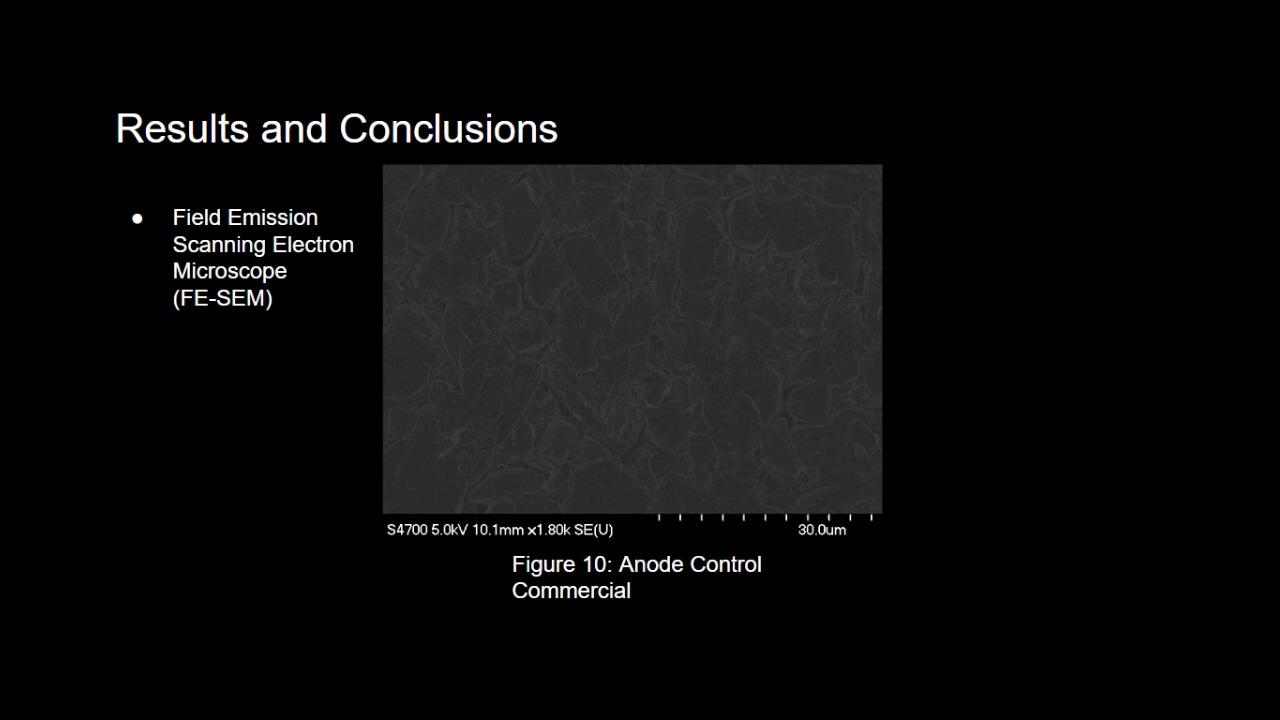 Results and Conclusions
● Field Emission
Scanning Electron
Microscope
(FE-SEM)
S4700 5.0kV 10.1mm x1.80k SE(U)
30.0um
Figure 10: Anode Control
Commercial